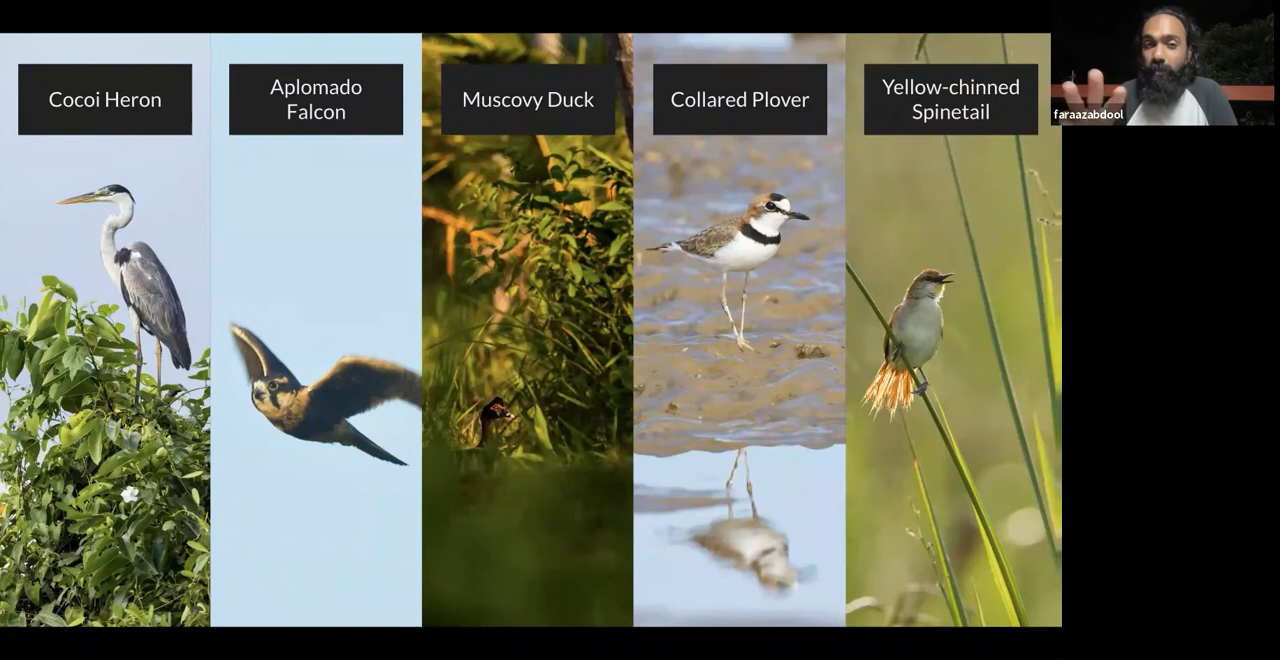 Cocoi Heron
Aplomado
Falcon
Muscovy Duck
Collared Plover
Yellow-chinned
Spinetail
faraazabdool